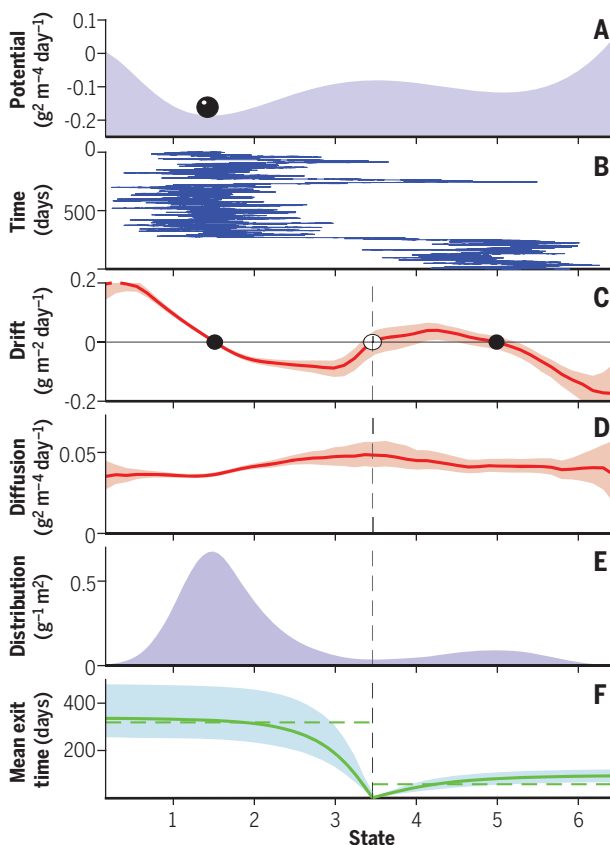 A
Potential
(g² m⁻⁴ day⁻¹)
0.1
0
-0.1
-0.2
B
Time
(days)
0
500
C
Drift
(g m⁻² day⁻¹)
0.2
0
-0.2
D
Diffusion
(g² m⁻⁴ day⁻¹)
0.05
0
E
Distribution
(g⁻¹ m²)
0.5
0
F
Mean exit
time (days)
400
200
1 2 3 4 5 6
State